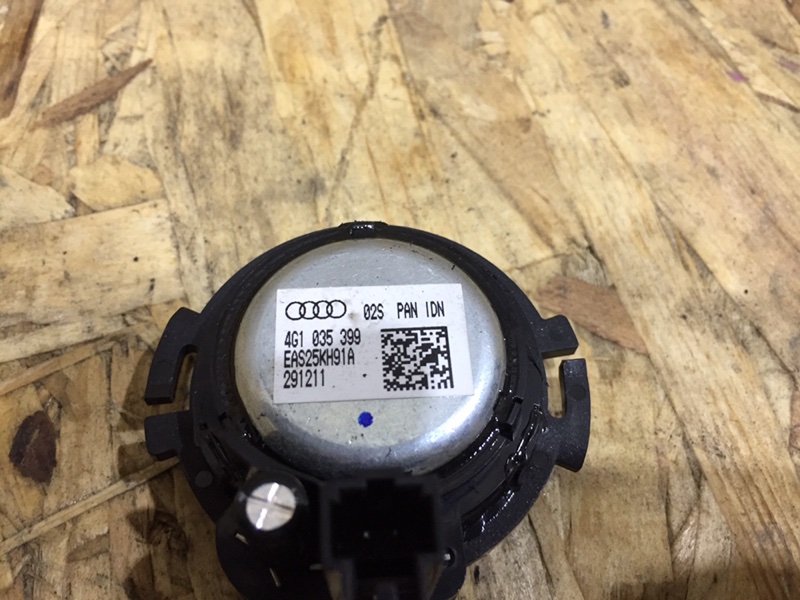 02S PAN IDN
4G1 035 399
EAS25KH91A
291211